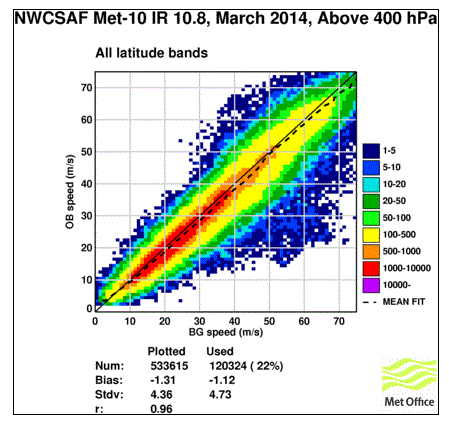 NWCSAF Met-10 IR 10.8, March 2014, Above 400 hPa
All latitude bands
OB speed (m/s)
70
60
50
40
30
20
10
0
0 10 20 30 40 50 60 70
BG speed (m/s)
1-5
5-10
10-20
20-50
50-100
100-500
500-1000
1000-10000
10000-
MEAN FIT
Plotted Used
Num: 533615 120324 ( 22%)
Bias: -1.31 -1.12
Stdv: 4.36 4.73
r: 0.96
Met Office